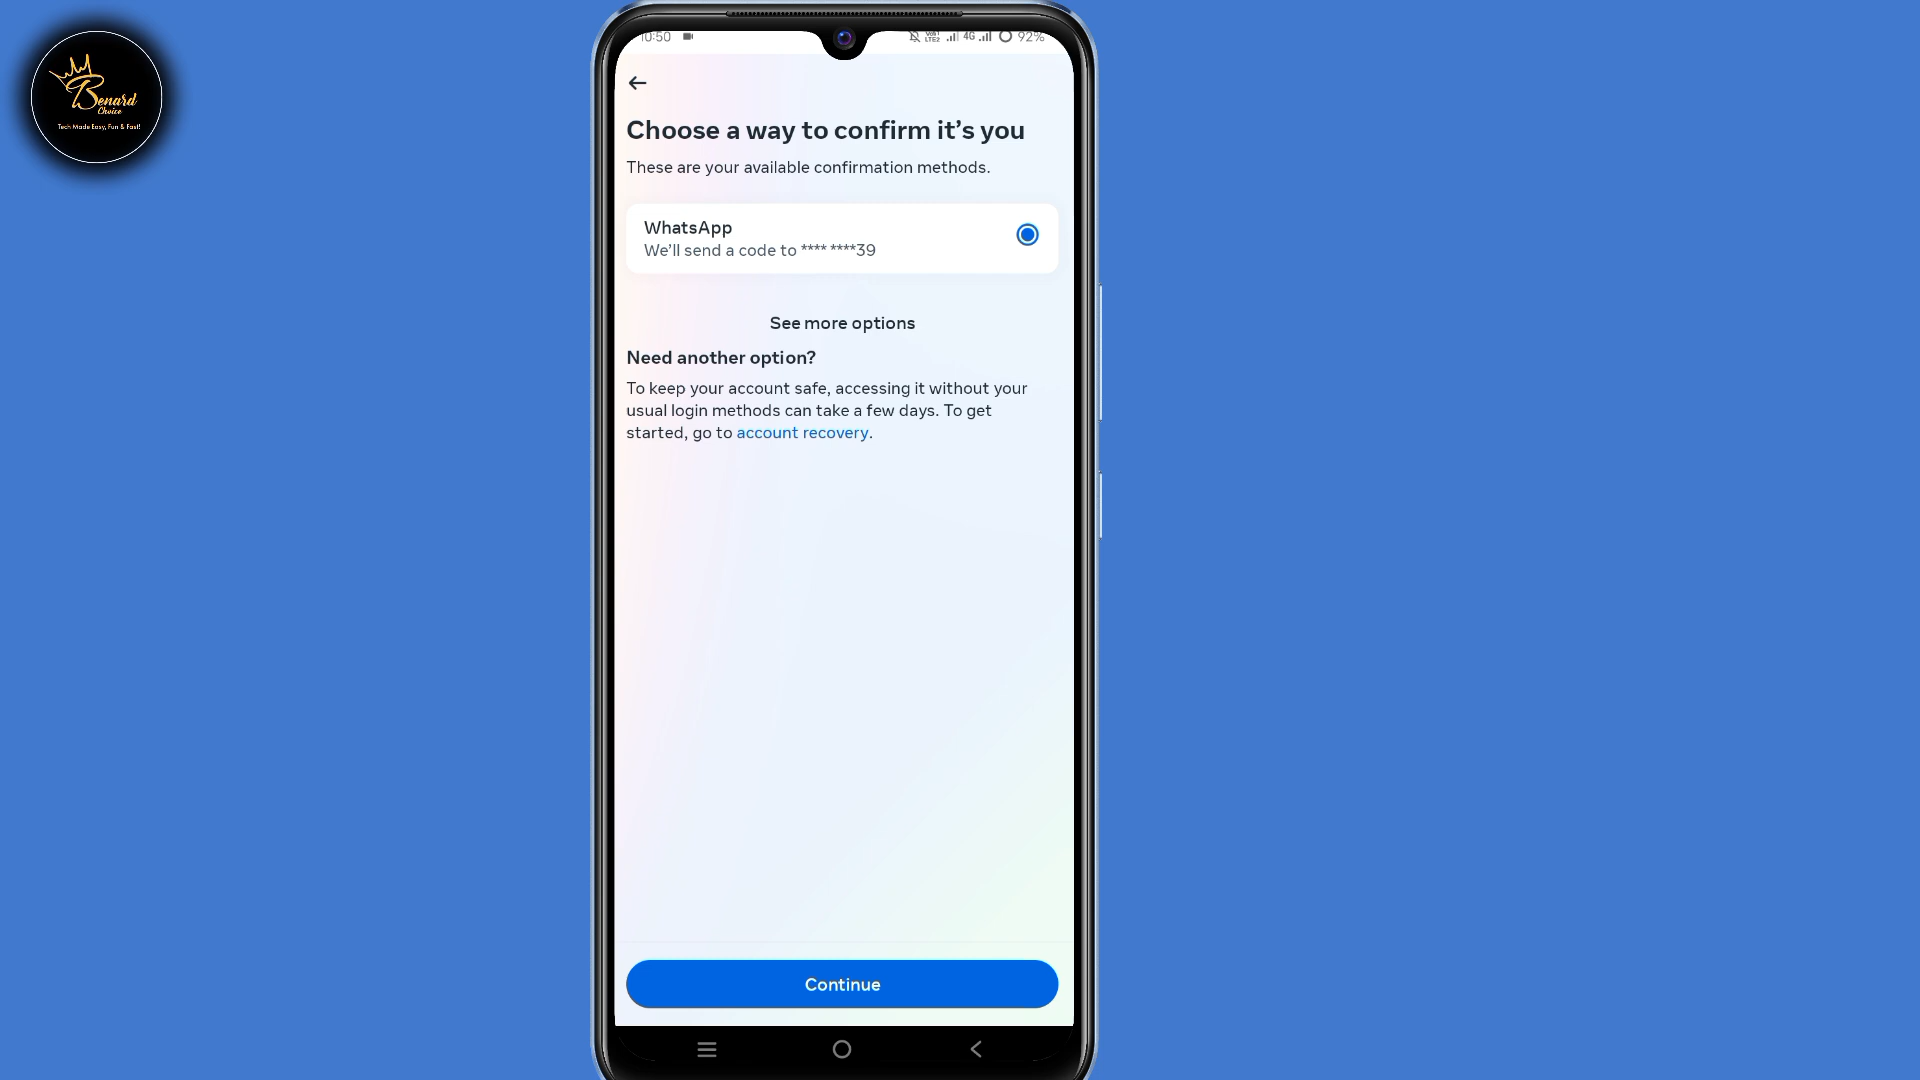 Benard
Choice
Tech Made Easy, Fun & Fast!
10:50
4G
92%
Choose a way to confirm it's you
These are your available confirmation methods.
WhatsApp
We'll send a code to **** ****39
See more options
Need another option?
To keep your account safe, accessing it without your
usual login methods can take a few days. To get
started, go to account recovery.
Continue